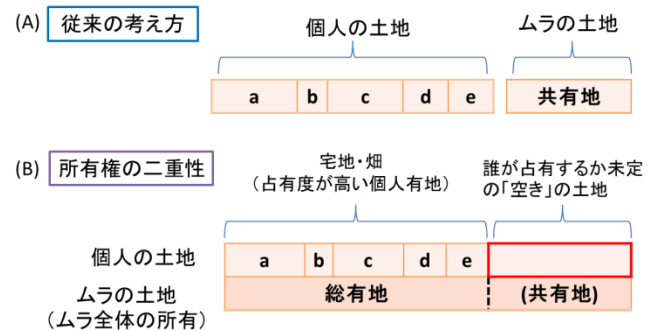 (A) 従来の考え方
個人の土地
ムラの土地
a b c d e
共有地
(B) 所有権の二重性
宅地・畑
(占有度が高い個人有地)
誰が占有するか未定
の「空き」の土地
個人の土地
a b c d e
ムラの土地
(ムラ全体の所有)
総有地
(共有地)